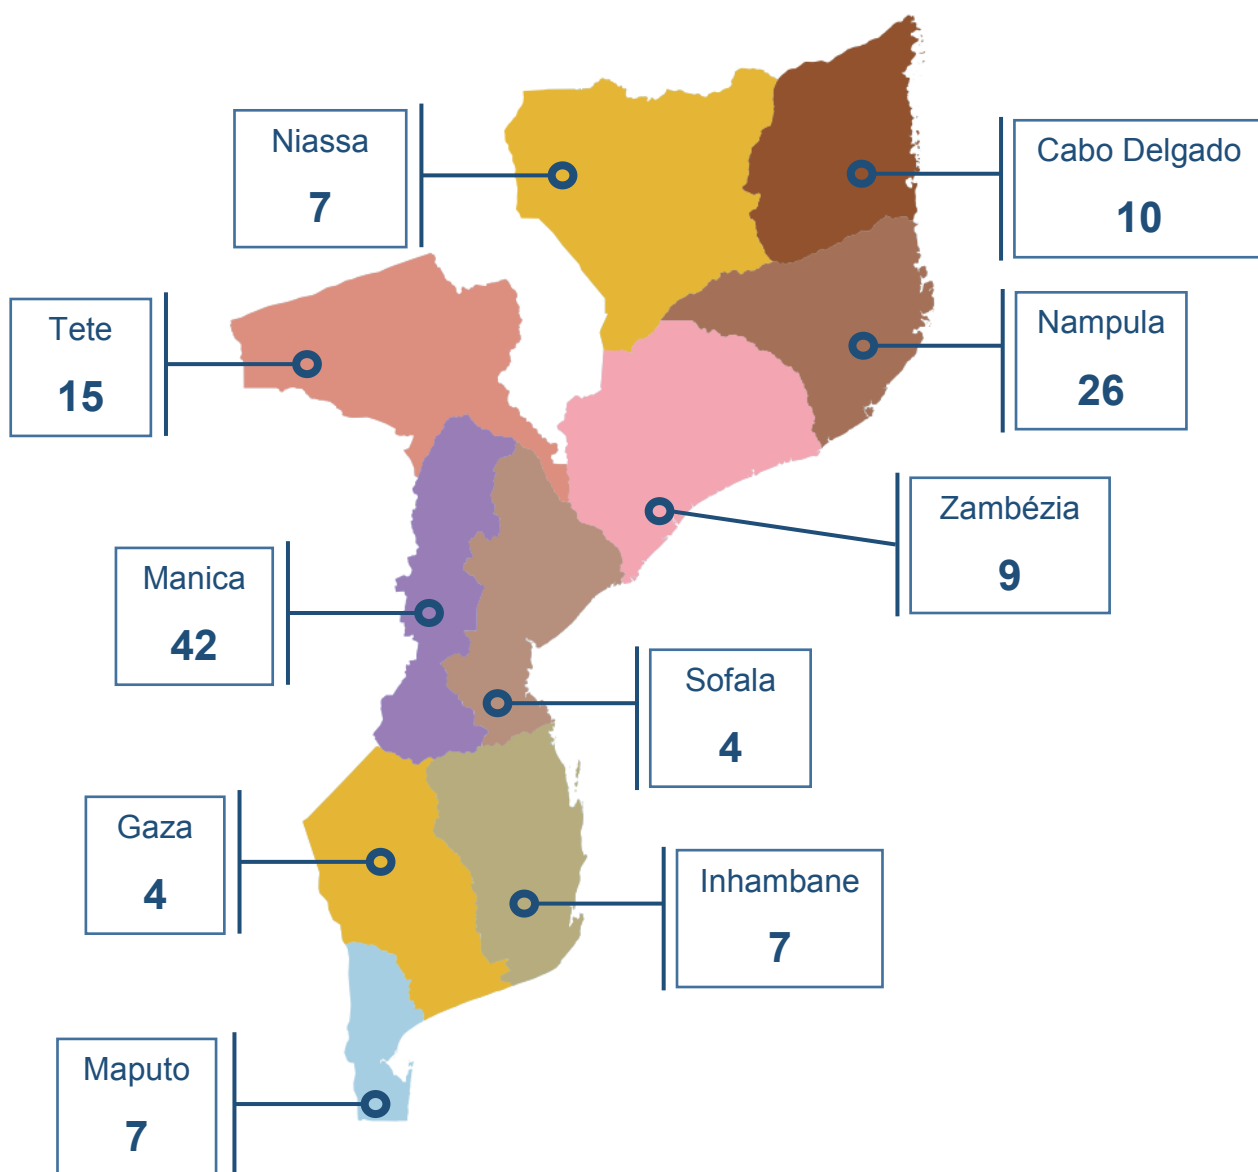 Niassa
7
Cabo Delgado
10
Tete
15
Nampula
26
Zambézia
9
Manica
42
Sofala
4
Gaza
4
Inhambane
7
Maputo
7